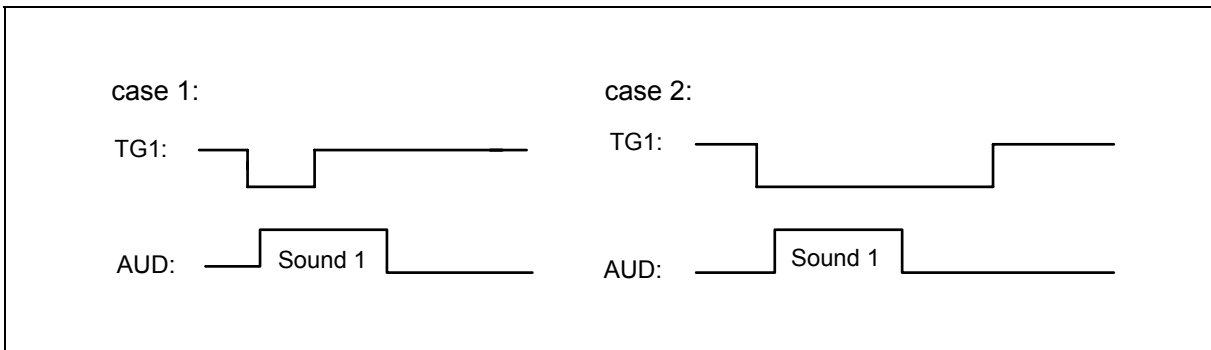 case 1:
TG1:
Sound 1
AUD:
case 2:
TG1:
Sound 1
AUD: